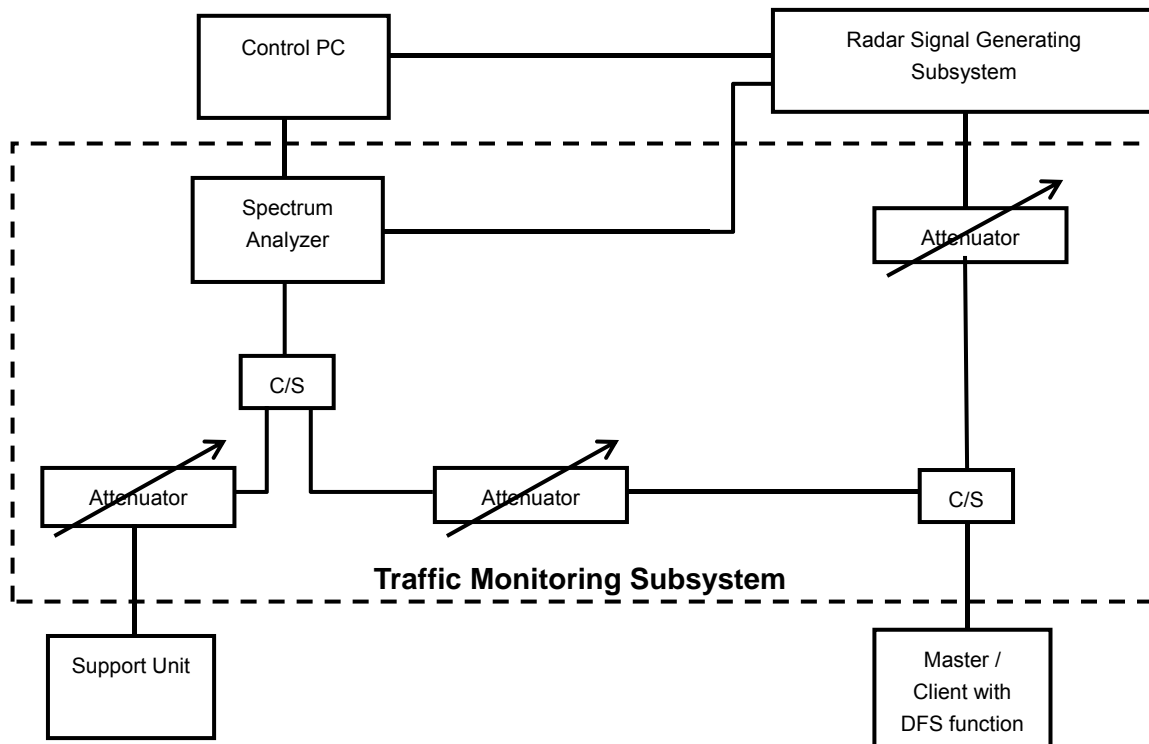 Control PC
Radar Signal Generating
Subsystem
Spectrum
Analyzer
Attenuator
C/S
Attenuator
Attenuator
C/S
Traffic Monitoring Subsystem
Support Unit
Master /
Client with
DFS function